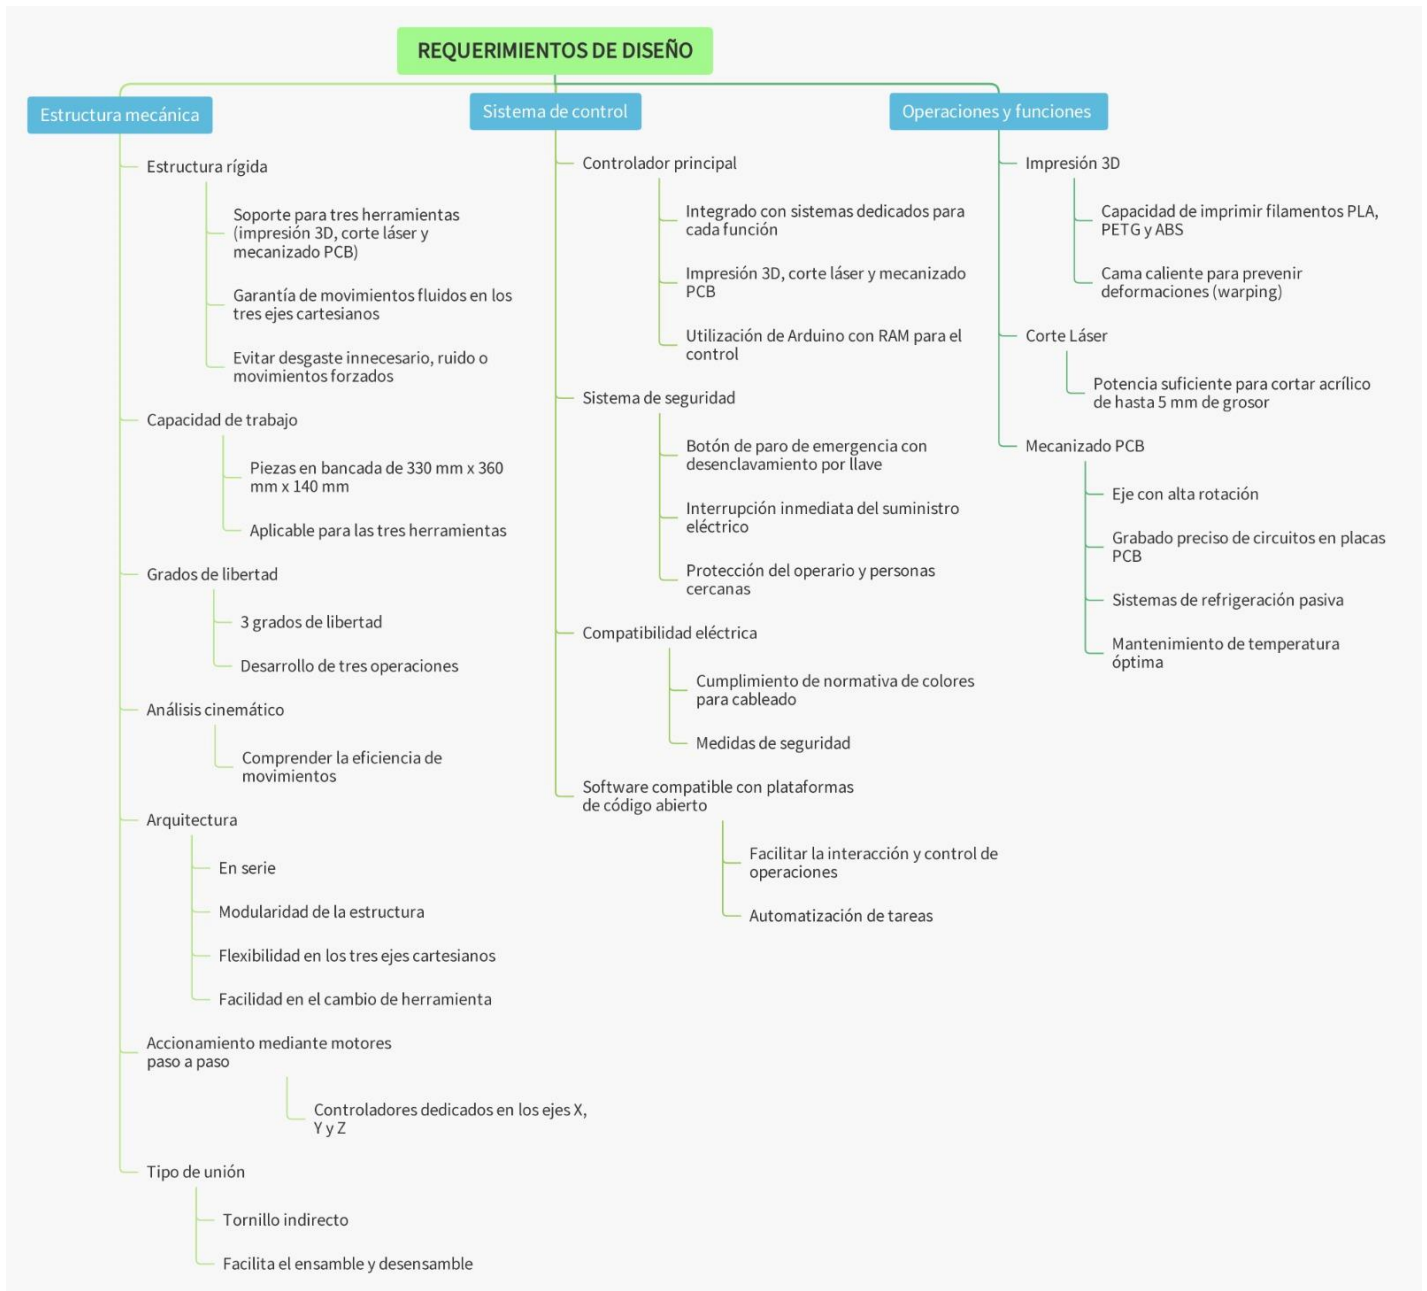 REQUERIMIENTOS DE DISEÑO
Estructura mecánica
Estructura rígida
Soporte para tres herramientas
(impresión 3D, corte láser y
mecanizado PCB)
Garantía de movimientos fluidos en los
tres ejes cartesianos
Evitar desgaste innecesario, ruido o
movimientos forzados
Capacidad de trabajo
Piezas en bancada de 330 mm x 360
mm x 140 mm
Aplicable para las tres herramientas
Grados de libertad
3 grados de libertad
Desarrollo de tres operaciones
Análisis cinemático
Comprender la eficiencia de
movimientos
Arquitectura
En serie
Modularidad de la estructura
Flexibilidad en los tres ejes cartesianos
Facilidad en el cambio de herramienta
Accionamiento mediante motores
paso a paso
Controladores dedicados en los ejes X,
Y y Z
Tipo de unión
Tornillo indirecto
Facilita el ensamble y desensamble
Sistema de control
Controlador principal
Integrado con sistemas dedicados para
cada función
Impresión 3D, corte láser y mecanizado
PCB
Utilización de Arduino con RAM para el
control
Sistema de seguridad
Botón de paro de emergencia con
desenclavamiento por llave
Interrupción inmediata del suministro
eléctrico
Protección del operario y personas
cercanas
Compatibilidad eléctrica
Cumplimiento de normativa de colores
para cableado
Medidas de seguridad
Software compatible con plataformas
de código abierto
Facilitar la interacción y control de
operaciones
Automatización de tareas
Operaciones y funciones
Impresión 3D
Capacidad de imprimir filamentos PLA,
PETG y ABS
Cama caliente para prevenir
deformaciones (warping)
Corte Láser
Potencia suficiente para cortar acrílico
de hasta 5 mm de grosor
Mecanizado PCB
Eje con alta rotación
Grabado preciso de circuitos en placas
PCB
Sistemas de refrigeración pasiva
Mantenimiento de temperatura
óptima